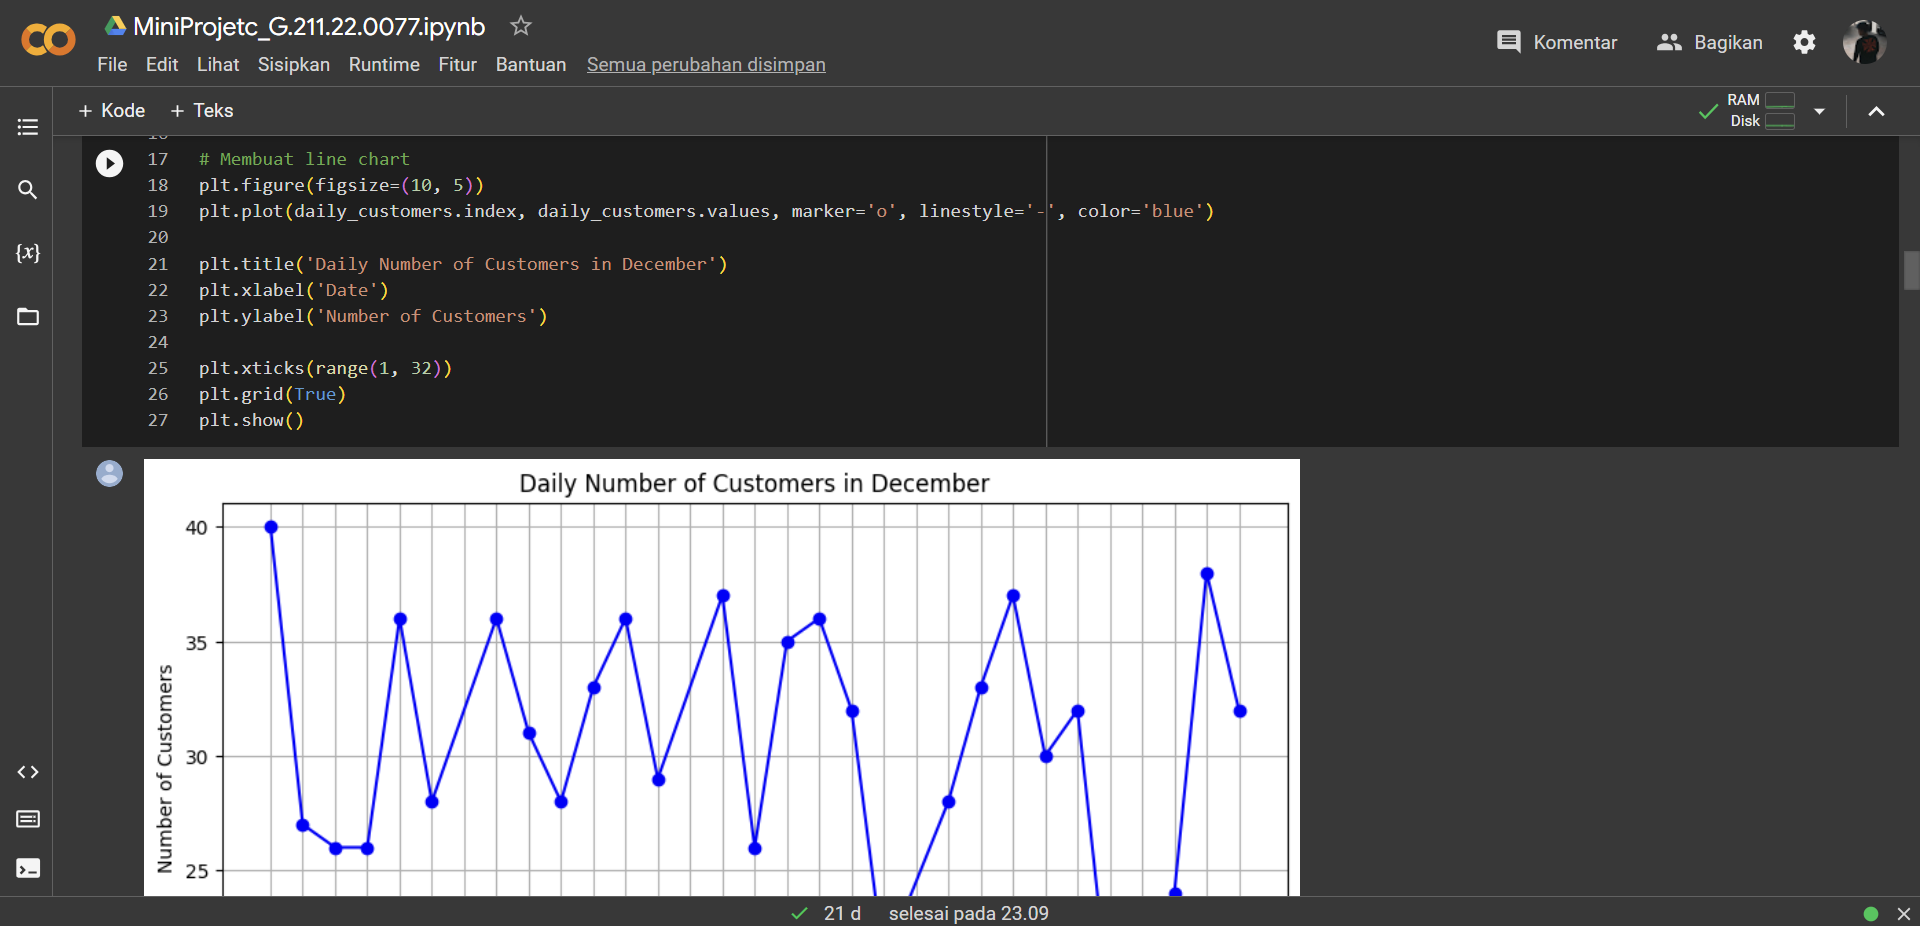 MiniProjetc_G.211.22.0077.ipynb
File Edit Lihat Sisipkan Runtime Fitur Bantuan Semua perubahan disimpan
Komentar Bagikan
+ Kode + Teks
RAM
Disk
{x}
17 # Membuat line chart
18 plt.figure(figsize=(10, 5))
19 plt.plot(daily_customers.index, daily_customers.values, marker='o', linestyle='-', color='blue')
20
21 plt.title('Daily Number of Customers in December')
22 plt.xlabel('Date')
23 plt.ylabel('Number of Customers')
24
25 plt.xticks(range(1, 32))
26 plt.grid(True)
27 plt.show()
Daily Number of Customers in December
Number of Customers
40
35
30
25
21 d selesai pada 23.09